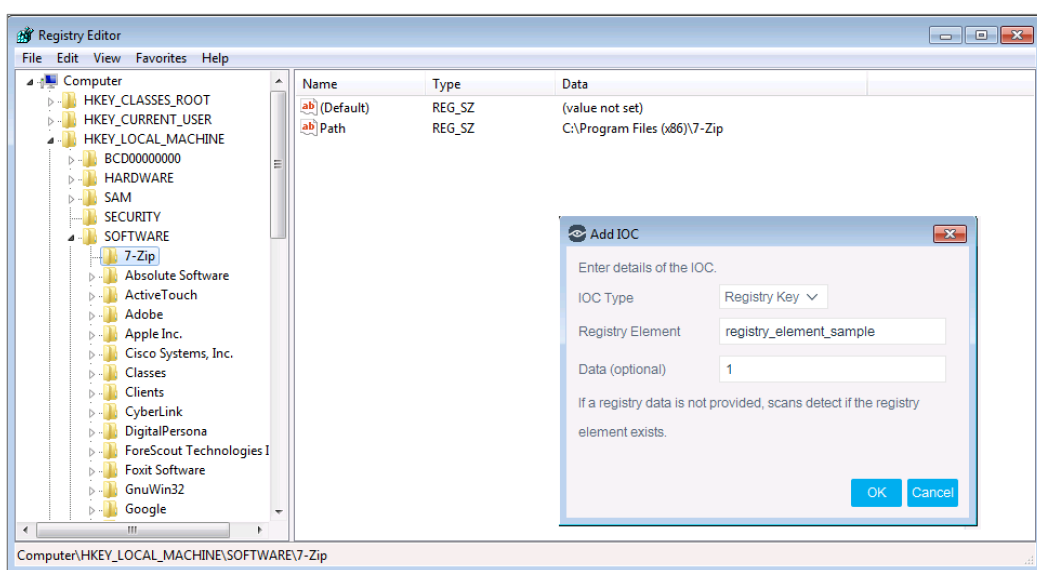 Registry Editor
File Edit View Favorites Help
Computer
HKEY_CLASSES_ROOT
HKEY_CURRENT_USER
HKEY_LOCAL_MACHINE
BCD00000000
HARDWARE
SAM
SECURITY
SOFTWARE
7-Zip
Absolute Software
ActiveTouch
Adobe
Apple Inc.
Cisco Systems, Inc.
Classes
Clients
CyberLink
DigitalPersona
ForeScout Technologies I
Foxit Software
GnuWin32
Google
Name Type Data
ab (Default) REG_SZ (value not set)
ab Path REG_SZ C:\Program Files (x86)\7-Zip
Add IOC
Enter details of the IOC.
IOC Type Registry Key
Registry Element registry_element_sample
Data (optional) 1
If a registry data is not provided, scans detect if the registry
element exists.
OK Cancel
Computer\HKEY_LOCAL_MACHINE\SOFTWARE\7-Zip